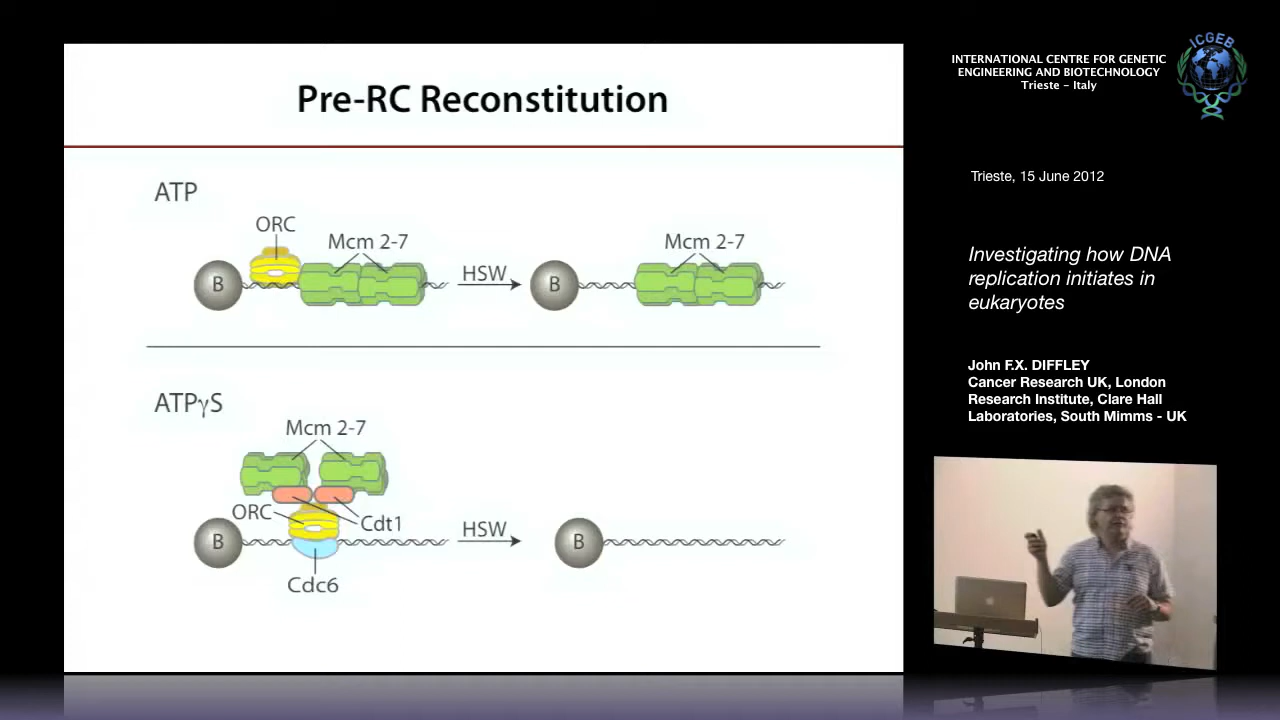 Pre-RC Reconstitution
ATP
ORC
Mcm 2-7
Mcm 2-7
B
HSW
B
ATPγS
Mcm 2-7
ORC
Cdt1
B
HSW
B
Cdc6
ICGEB
INTERNATIONAL CENTRE FOR GENETIC
ENGINEERING AND BIOTECHNOLOGY
Trieste - Italy
Trieste, 15 June 2012
Investigating how DNA
replication initiates in
eukaryotes
John F.X. DIFFLEY
Cancer Research UK, London
Research Institute, Clare Hall
Laboratories, South Mimms - UK